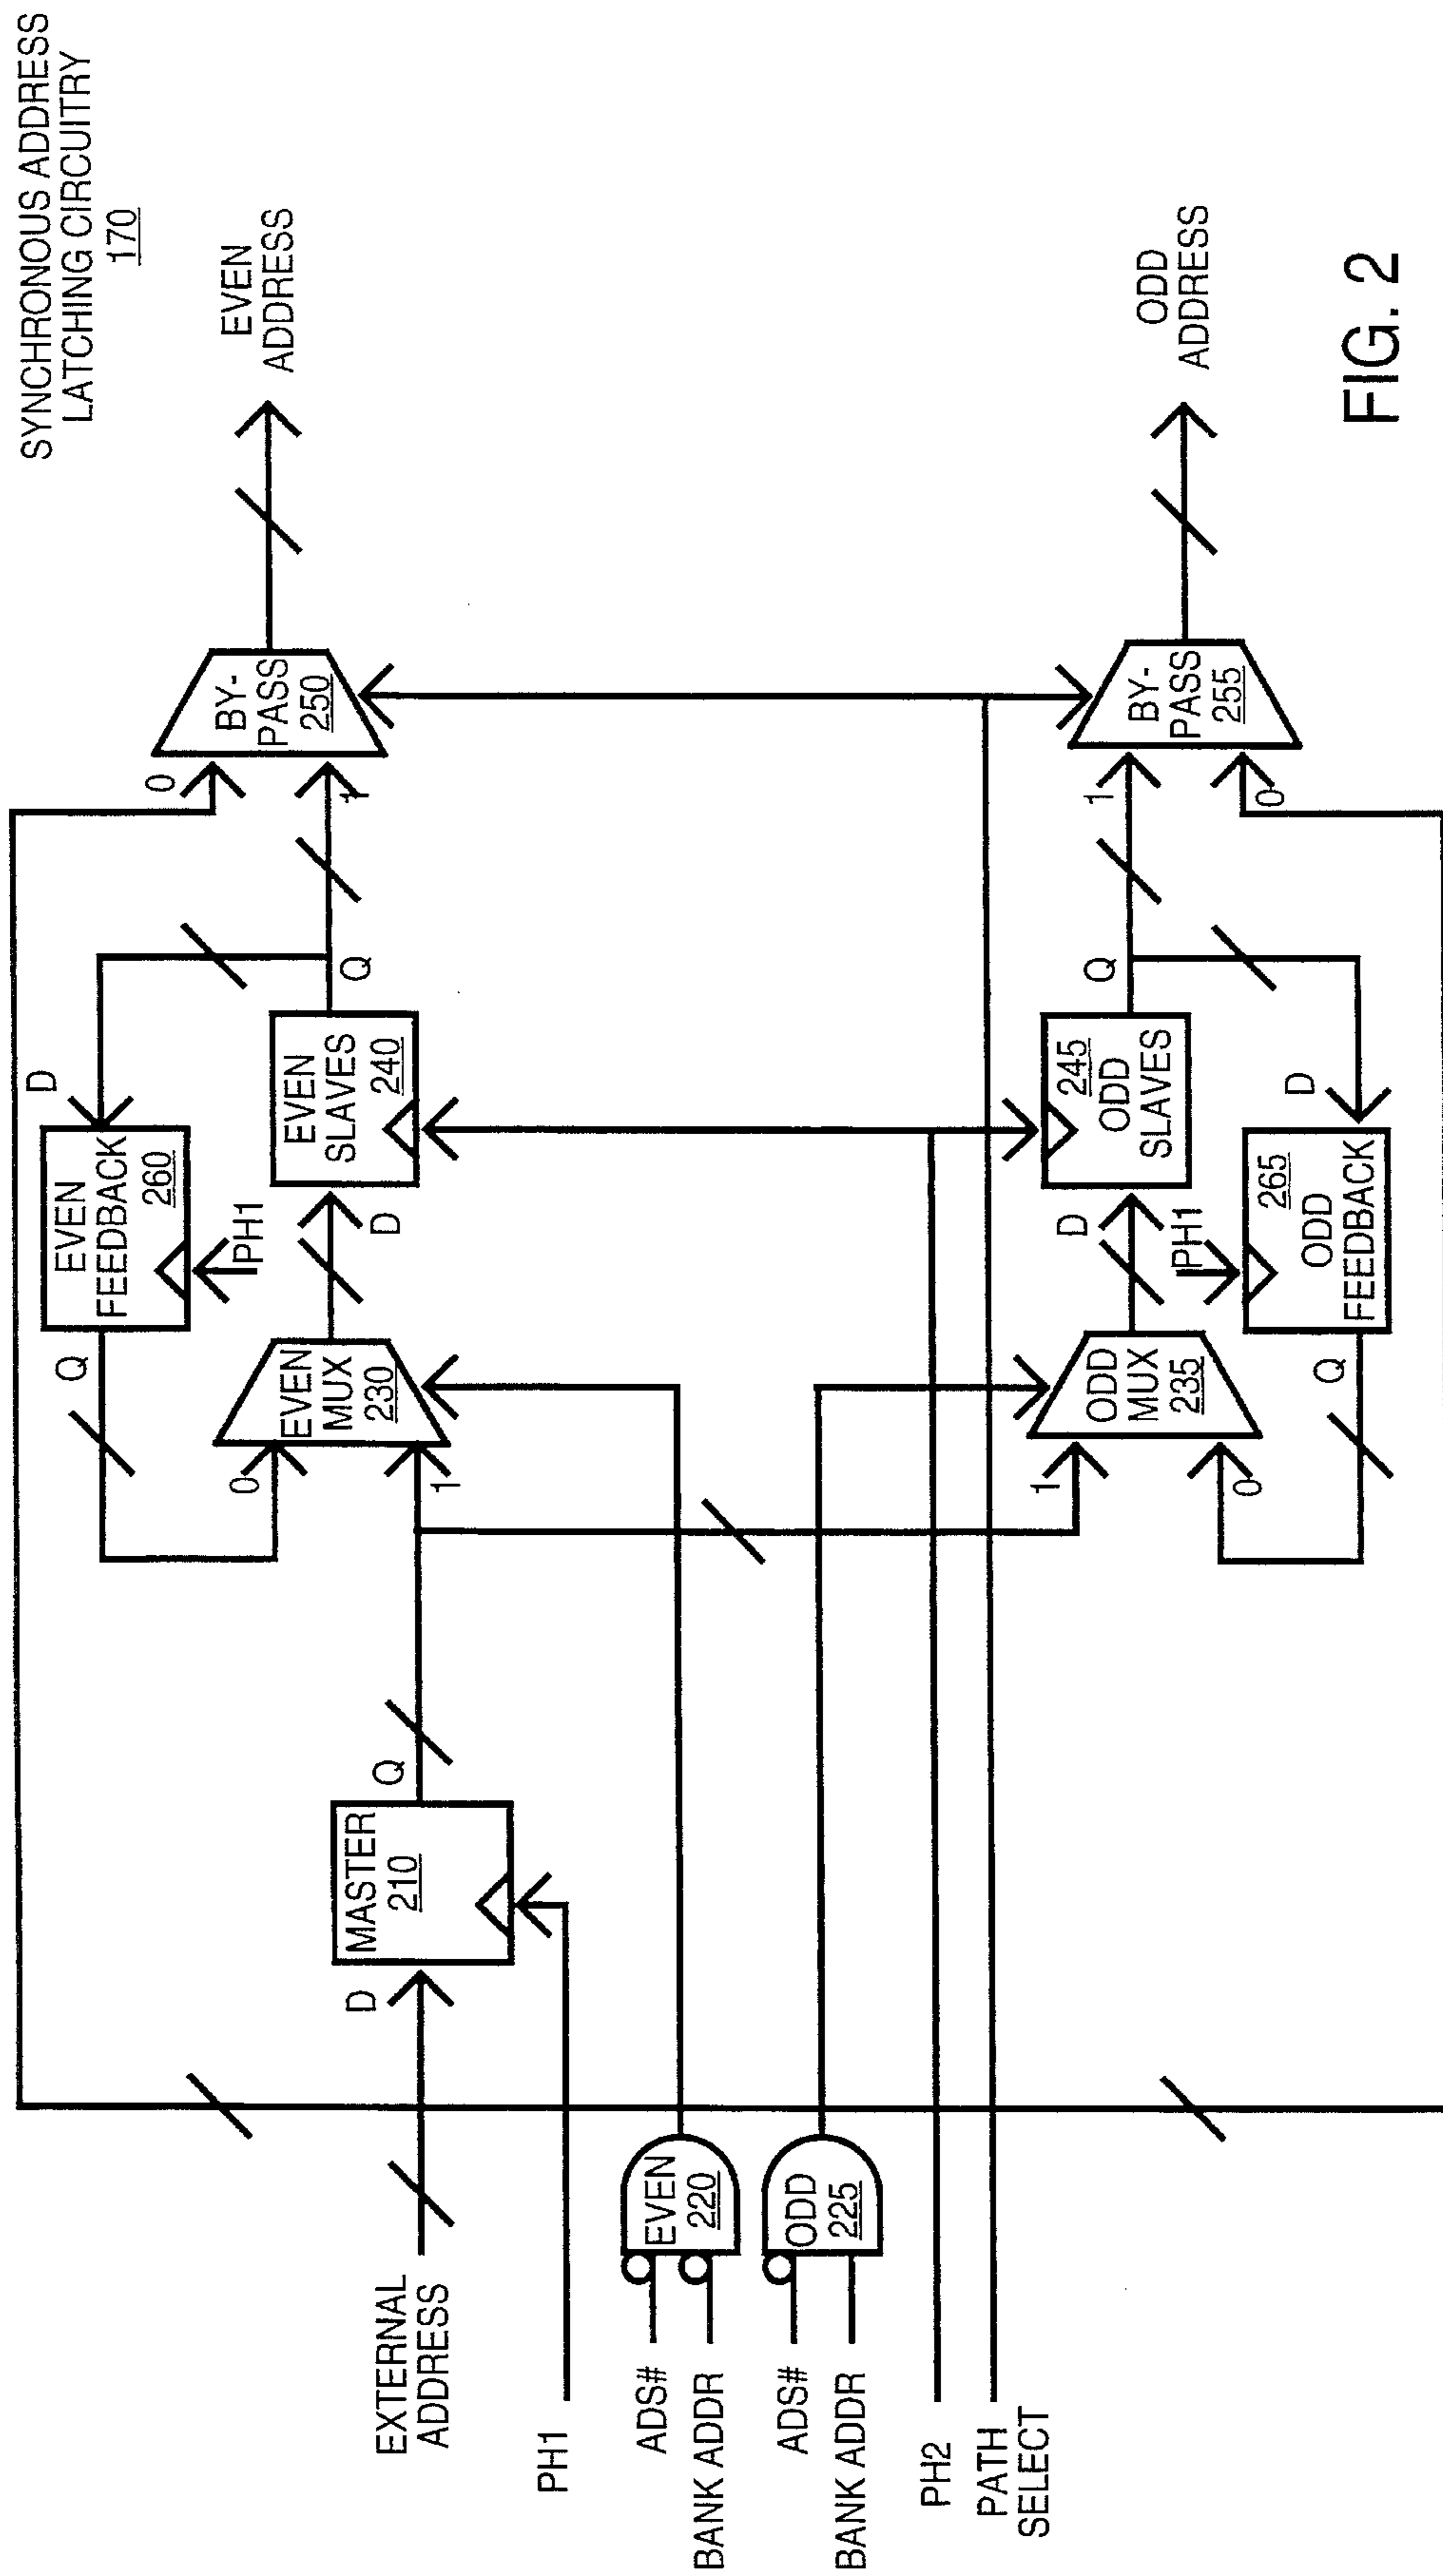 SYNCHRONOUS ADDRESS
LATCHING CIRCUITRY
170
EXTERNAL
ADDRESS
D
MASTER
210
Q
PH1
ADS#
BANK ADDR
EVEN
220
ADS#
BANK ADDR
ODD
225
PH2
PATH
SELECT
Q
EVEN
FEEDBACK
260
D
PH1
0
1
EVEN
MUX
230
D
EVEN
SLAVES
240
Q
0
1
BY-
PASS
250
EVEN
ADDRESS
1
0
ODD
MUX
235
D
PH1
245
ODD
SLAVES
Q
Q
265
ODD
FEEDBACK
D
1
0
BY-
PASS
255
ODD
ADDRESS
FIG. 2